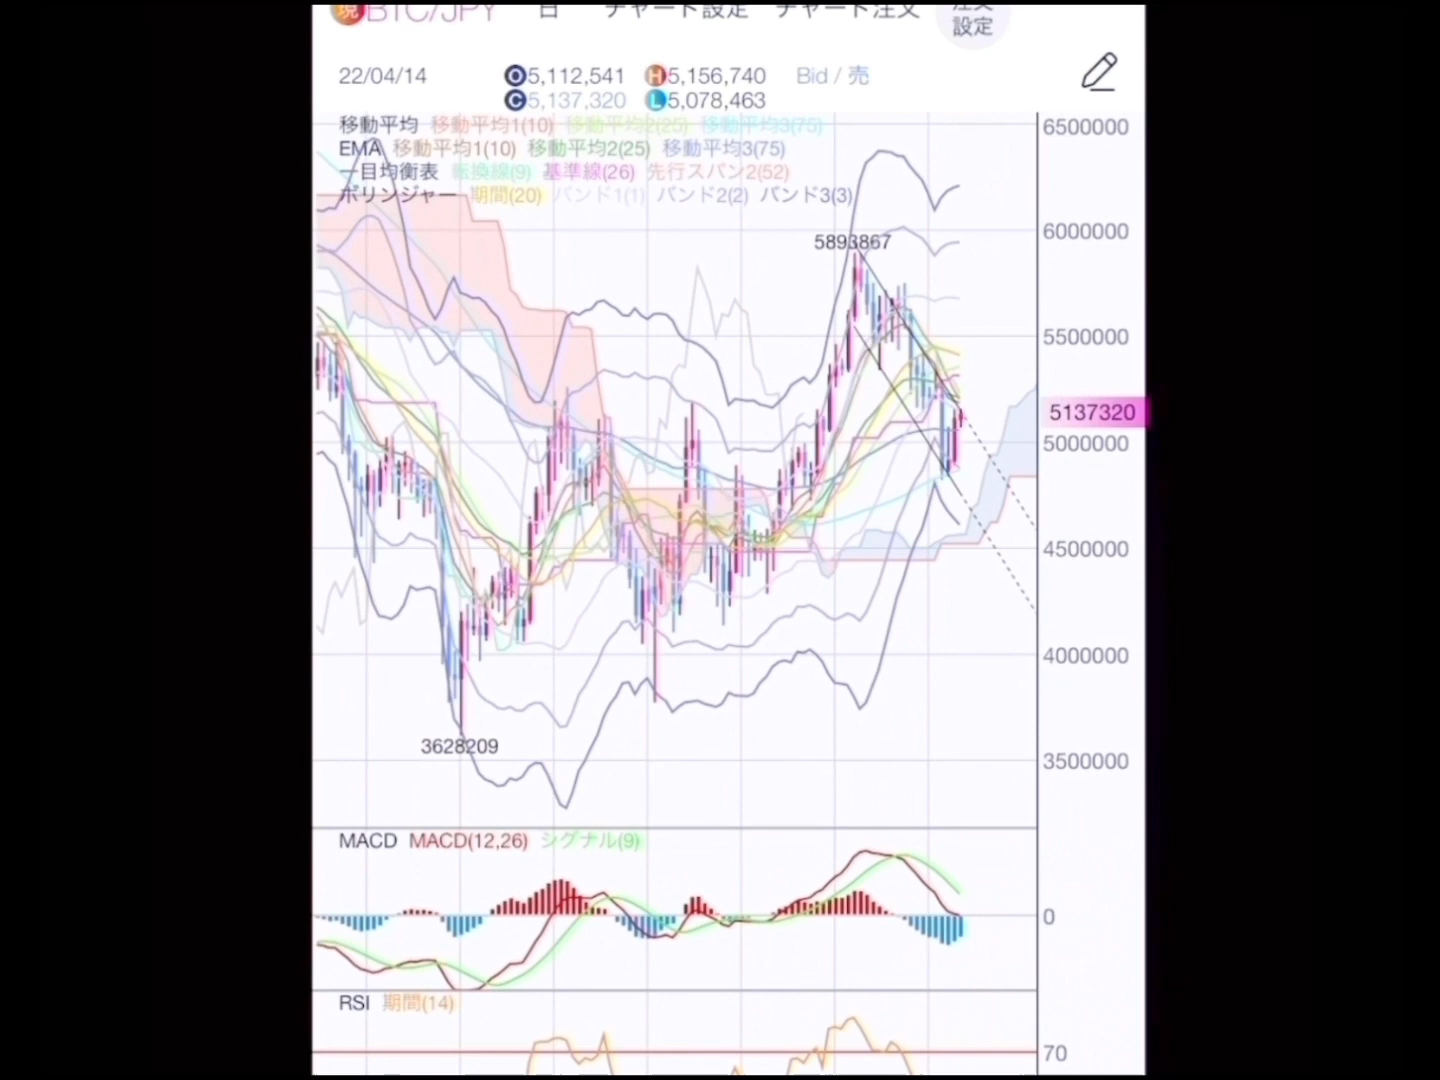 現 BTC/JPY 日 チャート設定 チャート注文 注文
設定
22/04/14 O 5,112,541 H 5,156,740 Bid / 売
C 5,137,320 L 5,078,463
移動平均 移動平均1(10) 移動平均2(25) 移動平均3(75)
EMA 移動平均1(10) 移動平均2(25) 移動平均3(75)
一目均衡表 転換線(9) 基準線(26) 先行スパン2(52)
ボリンジャー 期間(20) バンド1(1) バンド2(2) バンド3(3)
6500000
6000000
5893867
5500000
5137320
5000000
4500000
4000000
3628209
3500000
MACD MACD(12,26) シグナル(9)
0
RSI 期間(14)
70